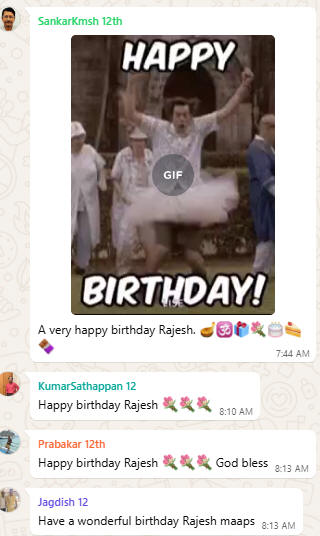 SankarKmsh 12th
HAPPY
GIF
BIRTHDAY!
A very happy birthday Rajesh. 🪔🕉️🎁💐🎂🍰
🍫
7:44 AM
KumarSathappan 12
Happy birthday Rajesh 💐💐💐 8:10 AM
Prabakar 12th
Happy birthday Rajesh 💐💐💐 God bless 8:13 AM
Jagdish 12
Have a wonderful birthday Rajesh maaps 8:13 AM